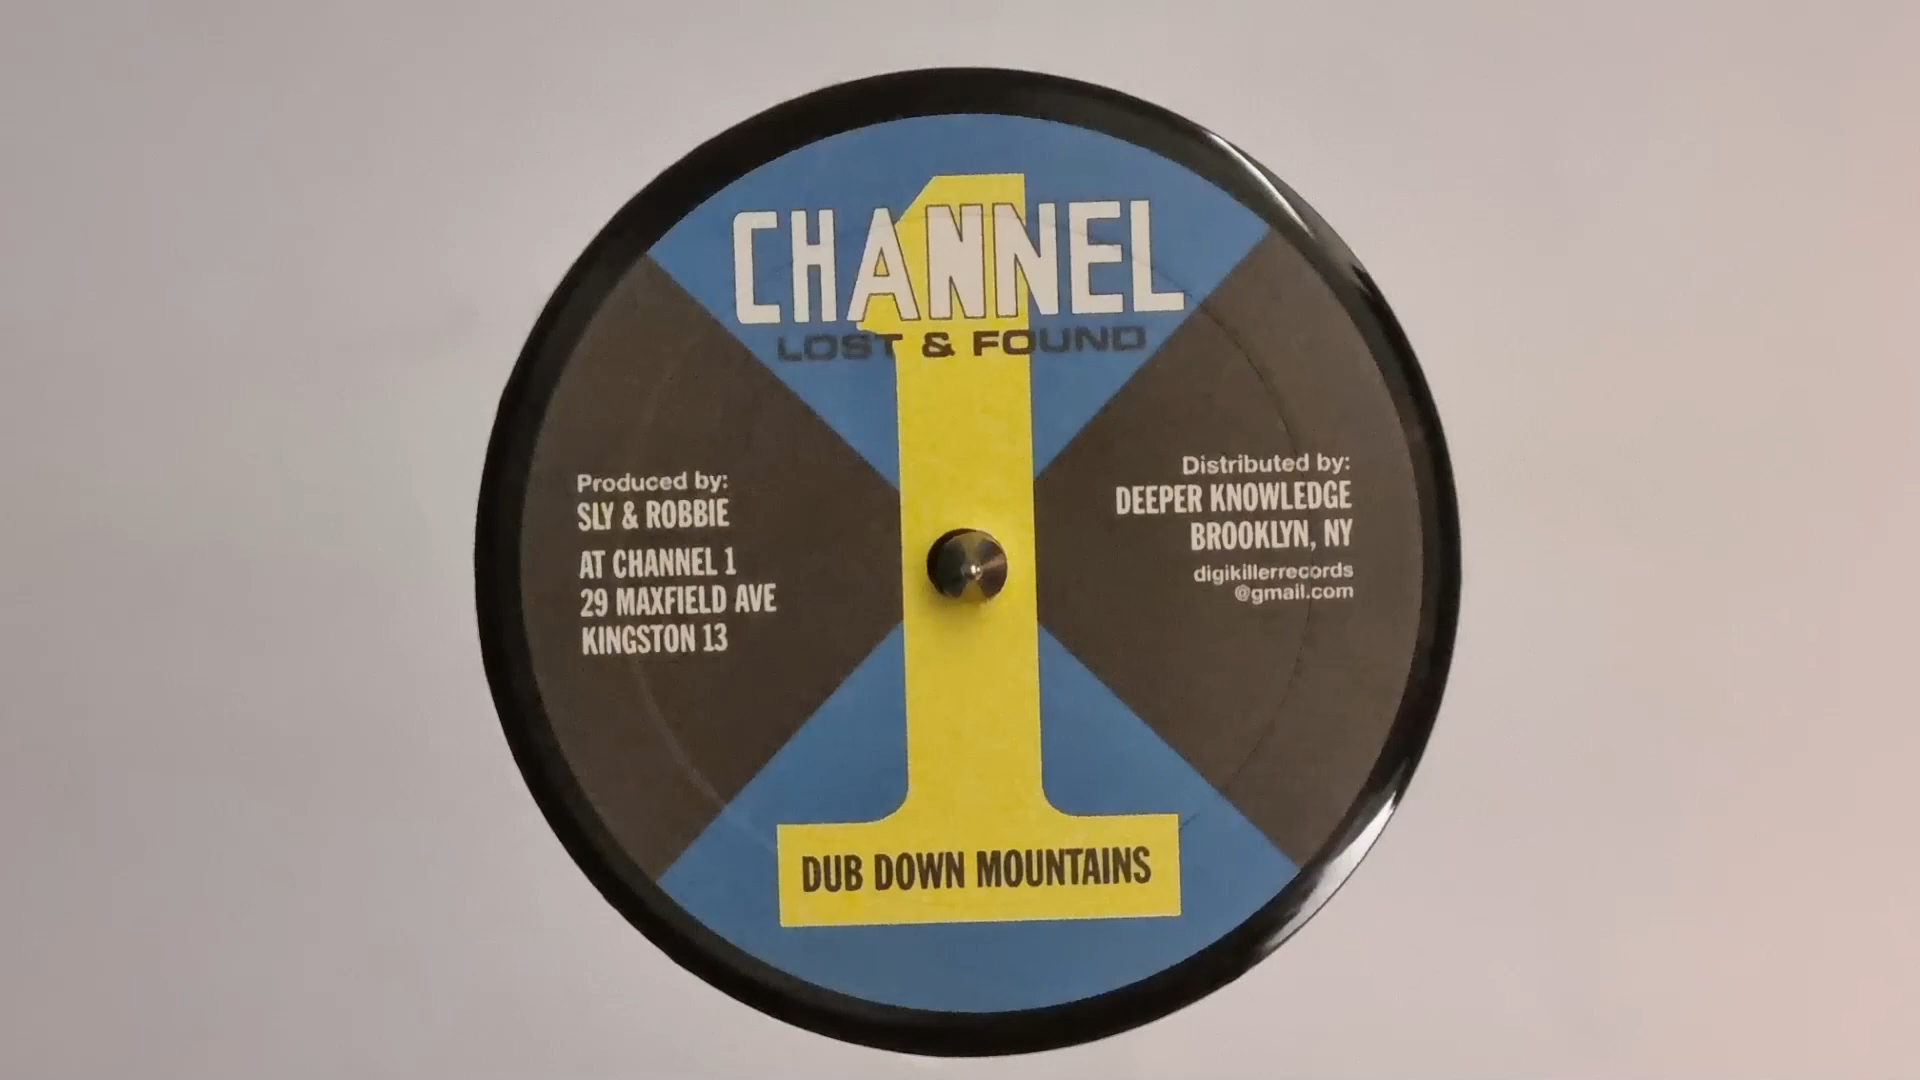 1
CHANNEL
LOST & FOUND
Produced by:
SLY & ROBBIE
AT CHANNEL 1
29 MAXFIELD AVE
KINGSTON 13
Distributed by:
DEEPER KNOWLEDGE
BROOKLYN, NY
digikillerrecords
@gmail.com
DUB DOWN MOUNTAINS